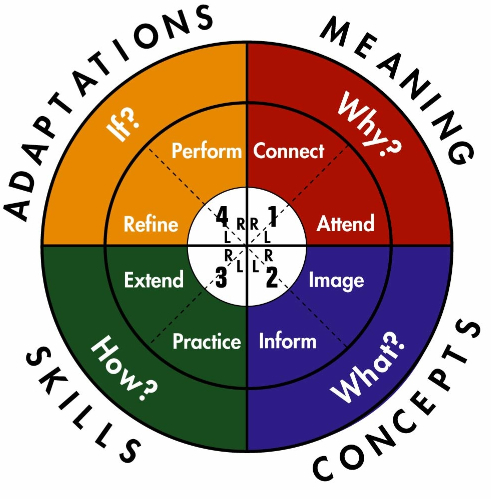 ADAPTATIONS
MEANING
If?
Why?
Perform
Connect
Refine
Attend
4
R
R
1
L
L
R
R
3
L
L
2
Extend
Image
Practice
Inform
How?
What?
SKILLS
CONCEPTS